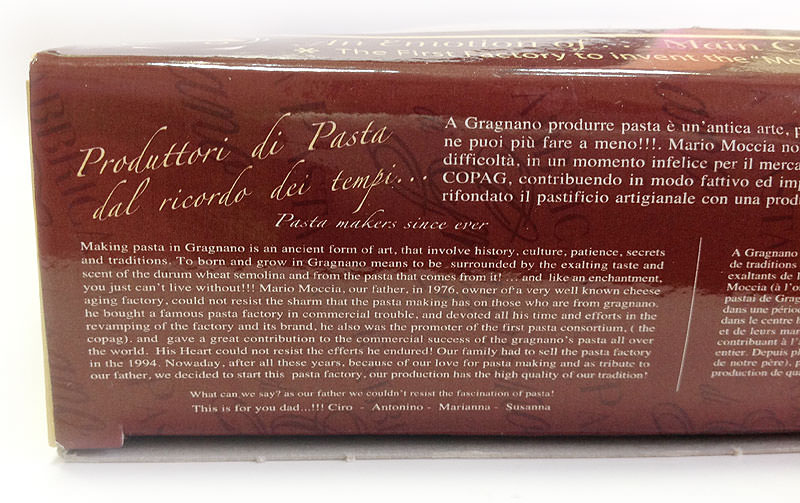 In Emotion of... Main C
The First Factory to invent the "Mo
Produttori di Pasta
dal ricordo dei tempi...
Pasta makers since ever
A Gragnano produrre pasta è un'antica arte, p
ne puoi più fare a meno!!!. Mario Moccia no
difficoltà, in un momento infelice per il merca
COPAG, contribuendo in modo fattivo ed imp
rifondato il pastificio artigianale con una prod
Making pasta in Gragnano is an ancient form of art, that involve history, culture, patience, secrets
and traditions. To born and grow in Gragnano means to be surrounded by the exalting taste and
scent of the durum wheat semolina and from the pasta that comes from it! ...and like an enchantment,
you just can't live without!!! Mario Moccia, our father, in 1976, owner of a very well known cheese
aging factory, could not resist the sharm that the pasta making has on those who are from gragnano.
he bought a famous pasta factory in commercial trouble, and devoted all his time and efforts in the
revamping of the factory and its brand, he also was the promoter of the first pasta consortium, ( the
copag). and gave a great contribution to the commercial success of the gragnano's pasta all over
the world. His Heart could not resist the efforts he endured! Our family had to sell the pasta factory
in the 1994. Nowaday, after all these years, because of our love for pasta making and as tribute to
our father, we decided to start this pasta factory, our production has the high quality of our tradition!
What can we say? as our father we couldn't resist the fascination of pasta!
This is for you dad...!!! Ciro - Antonino - Marianna - Susanna
A Gragnano
de traditions
exaltants de l
Moccia (à l'o
pastai de Grag
dans une pério
dans le centre h
et de leurs mar
contribuant à l'
entier. Depuis pl
de notre père), p
production de qua